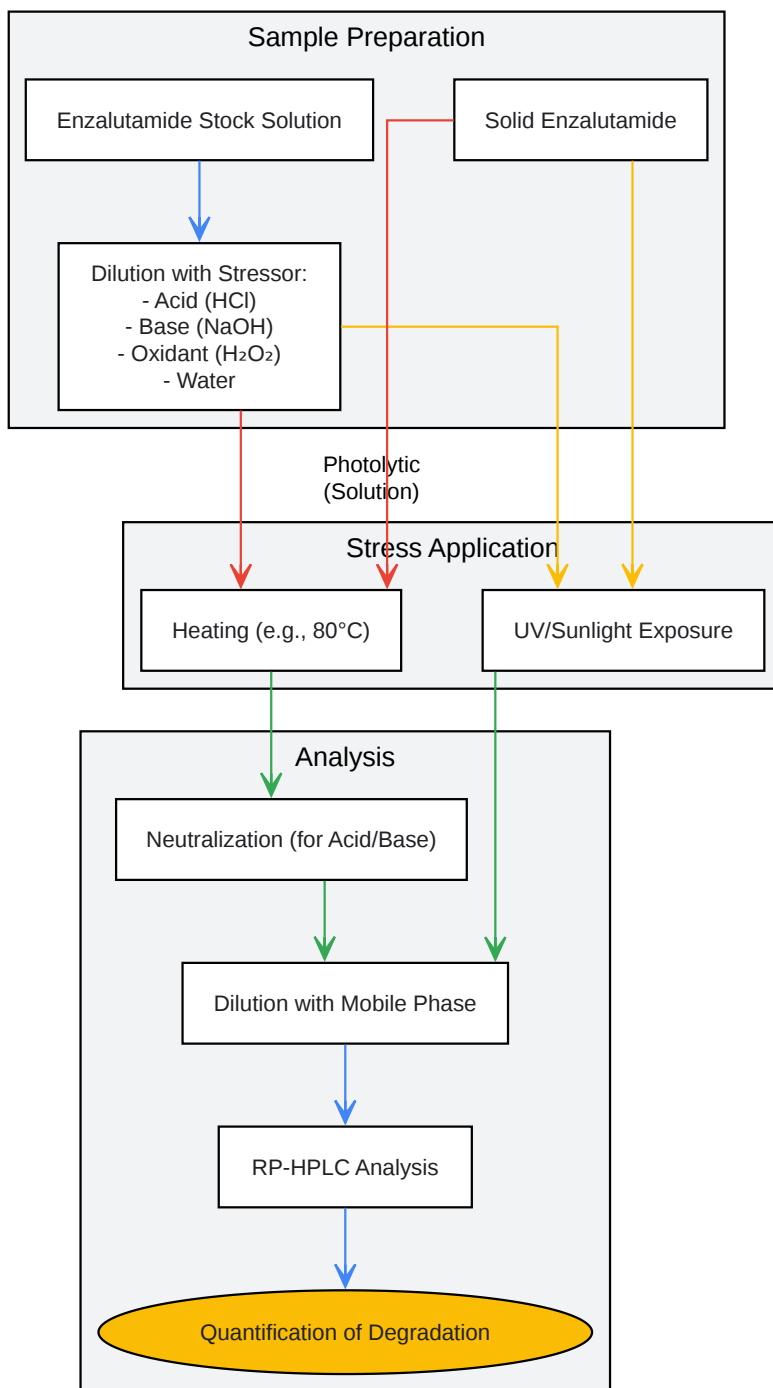 Sample Preparation
Enzalutamide Stock Solution
Solid Enzalutamide
Dilution with Stressor:
- Acid (HCl)
- Base (NaOH)
- Oxidant (H₂O₂)
- Water
Photolytic
(Solution)
Stress Application
Heating (e.g., 80°C)
UV/Sunlight Exposure
Analysis
Neutralization (for Acid/Base)
Dilution with Mobile Phase
RP-HPLC Analysis
Quantification of Degradation